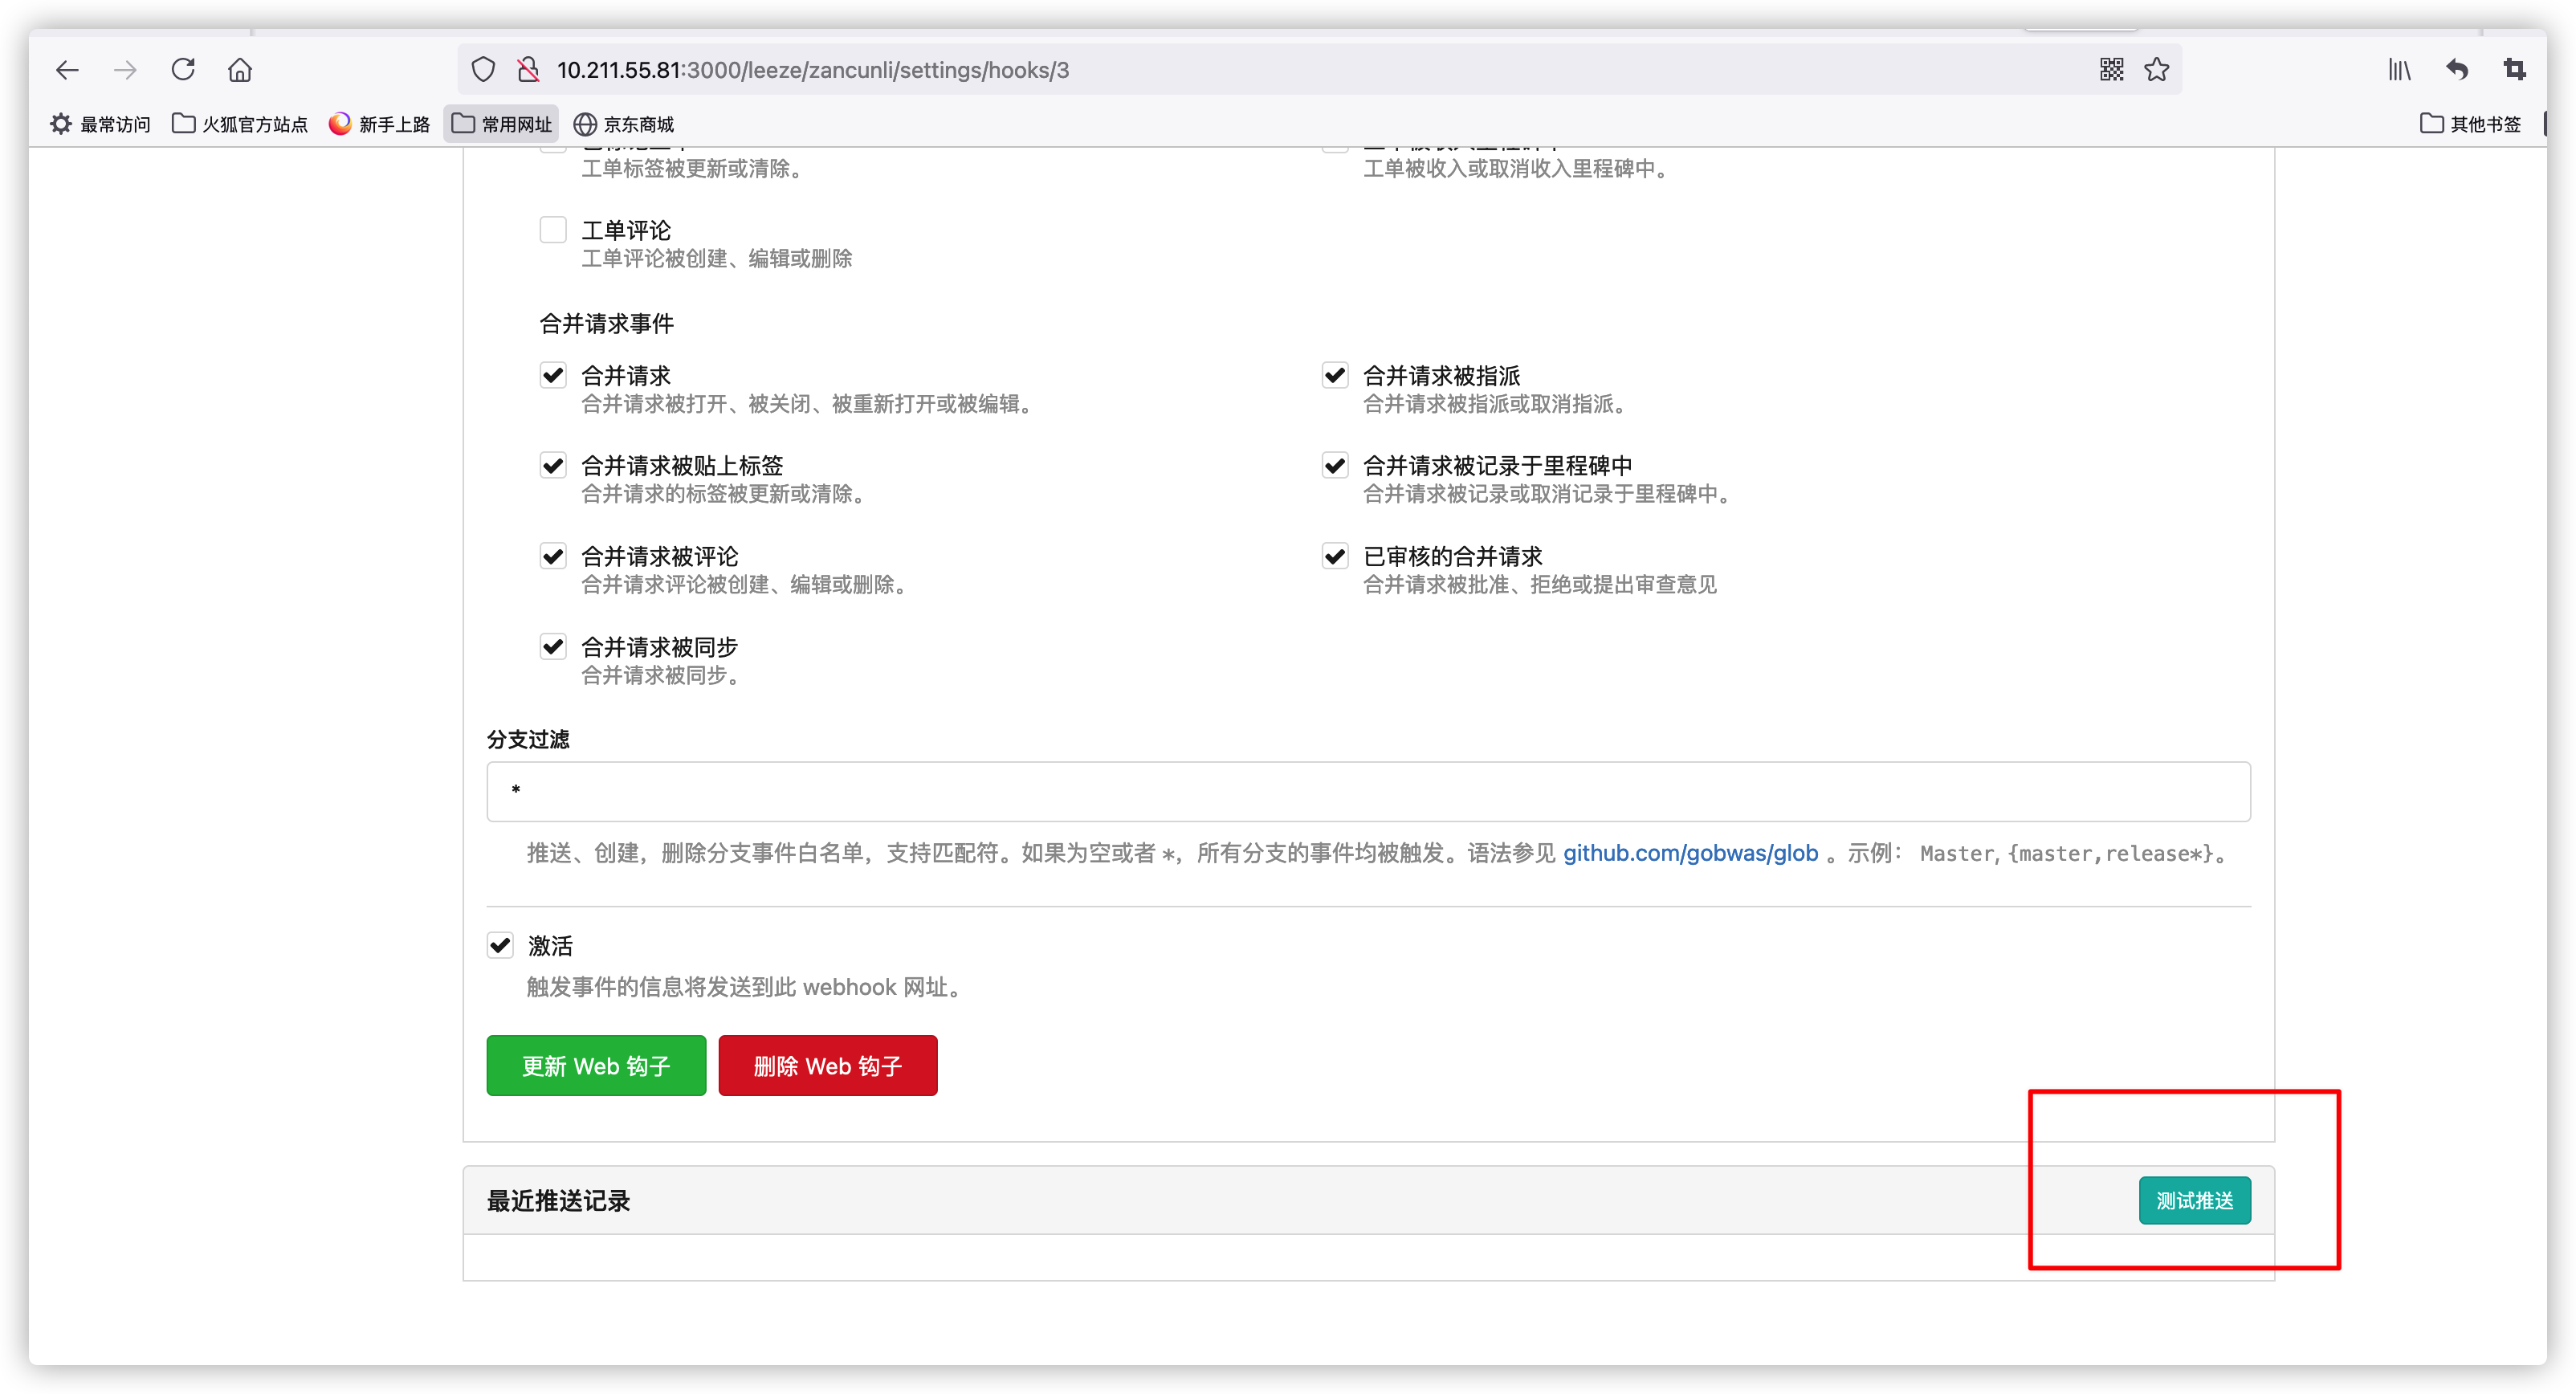 10.211.55.81:3000/leeze/zancunli/settings/hooks/3
最常访问 火狐官方站点 新手上路 常用网址 京东商城 其他书签
工单标签被更新或清除。 工单被收入或取消收入里程碑中。
工单评论
工单评论被创建、编辑或删除
合并请求事件
合并请求 合并请求被指派
合并请求被打开、被关闭、被重新打开或被编辑。 合并请求被指派或取消指派。
合并请求被贴上标签 合并请求被记录于里程碑中
合并请求的标签被更新或清除。 合并请求被记录或取消记录于里程碑中。
合并请求被评论 已审核的合并请求
合并请求评论被创建、编辑或删除。 合并请求被批准、拒绝或提出审查意见
合并请求被同步
合并请求被同步。
分支过滤
*
推送、创建，删除分支事件白名单，支持匹配符。如果为空或者 *，所有分支的事件均被触发。语法参见 github.com/gobwas/glob 。示例： Master, {master,release*}。
激活
触发事件的信息将发送到此 webhook 网址。
更新 Web 钩子 删除 Web 钩子
最近推送记录 测试推送